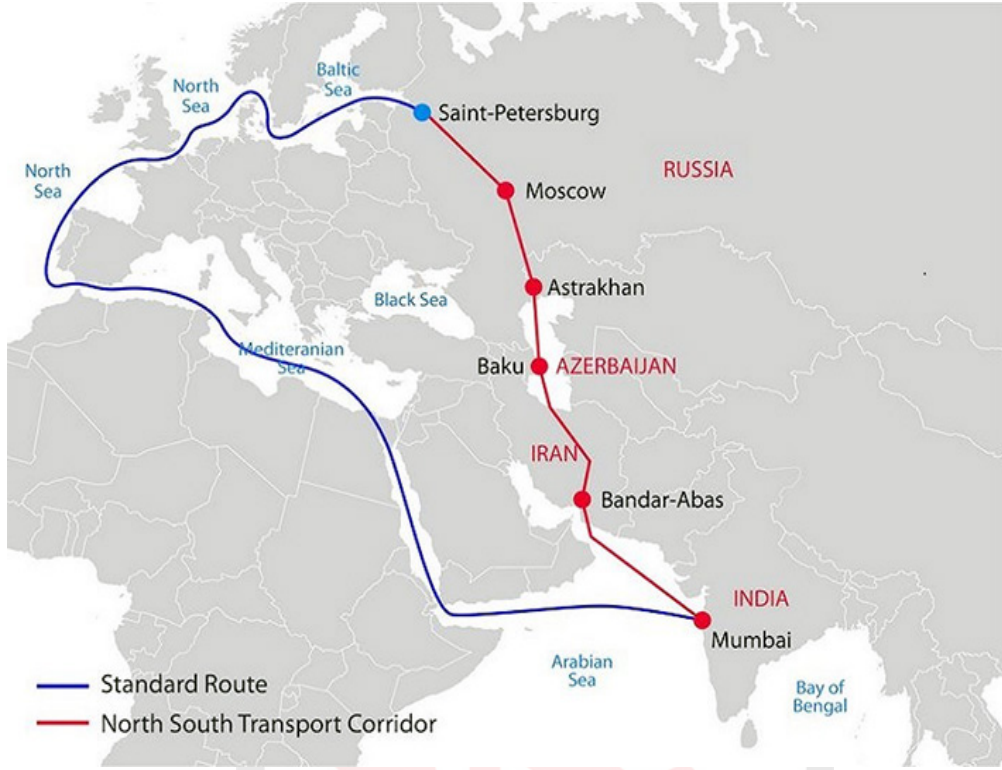 Baltic
Sea
North
Sea
Saint-Petersburg
North
Sea
RUSSIA
Moscow
Astrakhan
Black Sea
Mediteranian
Sea
Baku
AZERBAIJAN
IRAN
Bandar-Abas
INDIA
Mumbai
Arabian
Sea
Bay of
Bengal
Standard Route
North South Transport Corridor